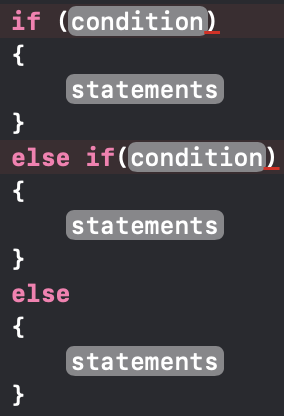 if (condition)
{
statements
}
else if(condition)
{
statements
}
else
{
statements
}